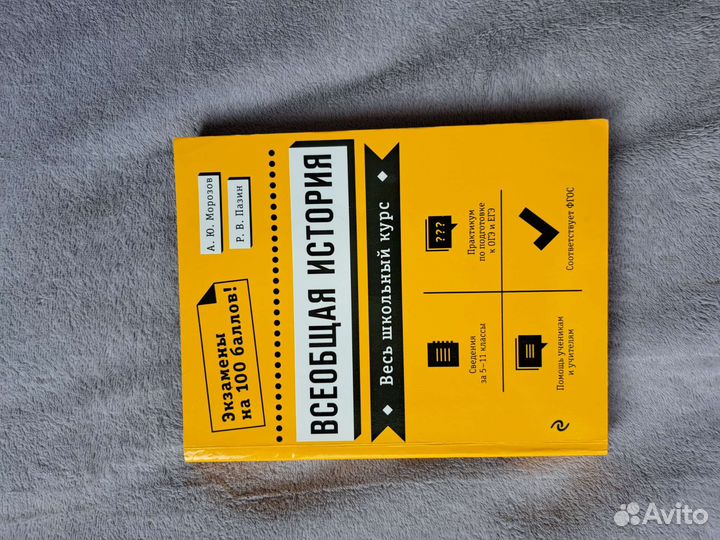 Экзамены
на 100 баллов!
А. Ю. Морозов
Р. В. Пазин
ВСЕОБЩАЯ ИСТОРИЯ
Весь школьный курс
Сведения
за 5–11 классы
???
Практикум
по подготовке
к ОГЭ и ЕГЭ
Помощь ученикам
и учителям
Соответствует ФГОС
Avito